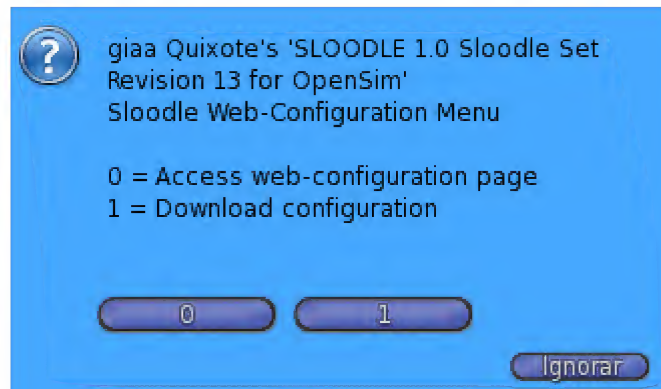 giaa Quixote's 'SLOODLE 1.0 Sloodle Set
Revision 13 for OpenSim'
Sloodle Web-Configuration Menu
0 = Access web-configuration page
1 = Download configuration
0 1
Ignorar